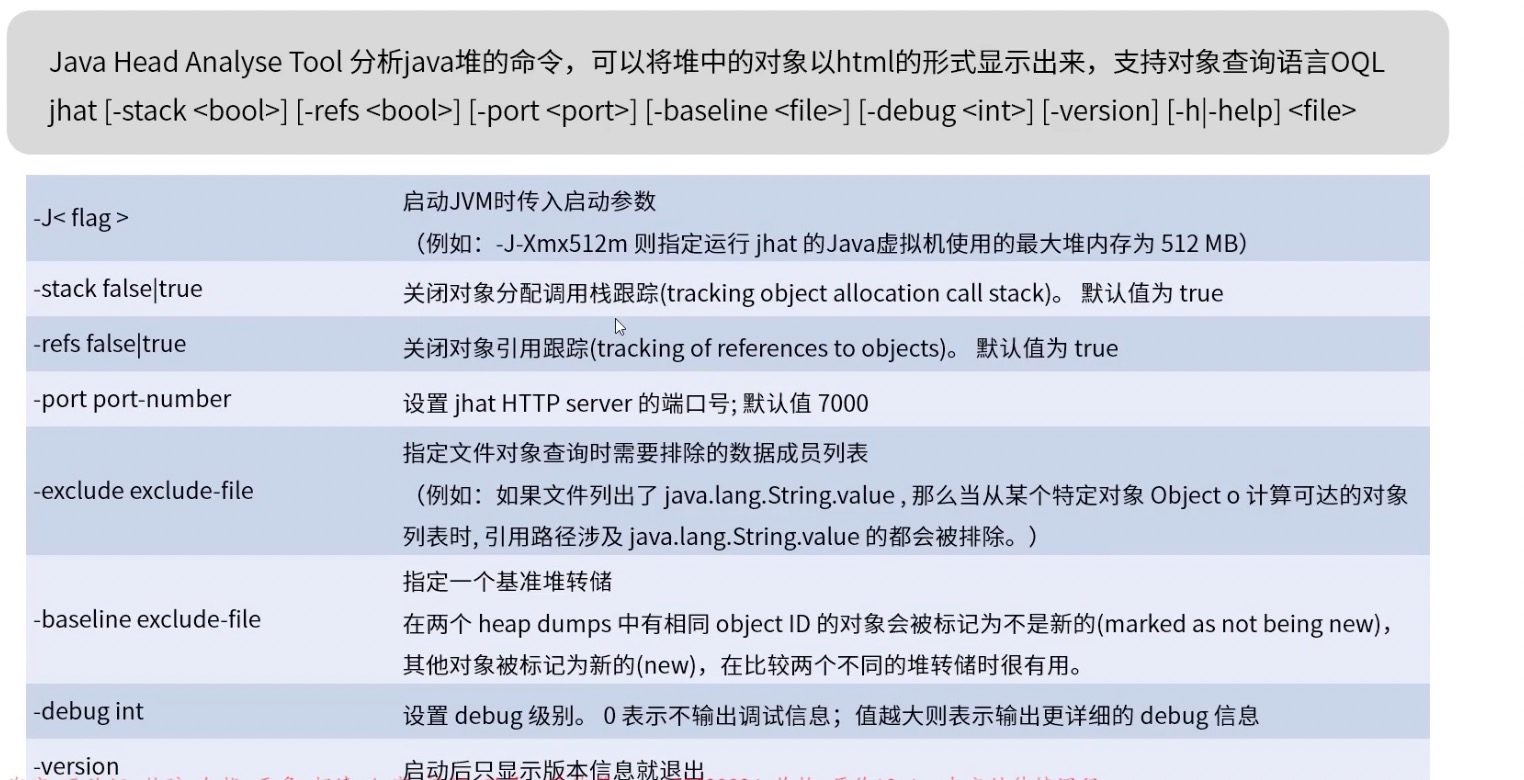 Java Head Analyse Tool 分析java堆的命令，可以将堆中的对象以html的形式显示出来，支持对象查询语言OQL
jhat [-stack <bool>] [-refs <bool>] [-port <port>] [-baseline <file>] [-debug <int>] [-version] [-h|-help] <file>
-J< flag >
启动JVM时传入启动参数
（例如：-J-Xmx512m 则指定运行 jhat 的Java虚拟机使用的最大堆内存为 512 MB）
-stack false|true
关闭对象分配调用栈跟踪(tracking object allocation call stack)。 默认值为 true
-refs false|true
关闭对象引用跟踪(tracking of references to objects)。 默认值为 true
-port port-number
设置 jhat HTTP server 的端口号; 默认值 7000
-exclude exclude-file
指定文件对象查询时需要排除的数据成员列表
（例如：如果文件列出了 java.lang.String.value , 那么当从某个特定对象 Object o 计算可达的对象
列表时, 引用路径涉及 java.lang.String.value 的都会被排除。）
-baseline exclude-file
指定一个基准堆转储
在两个 heap dumps 中有相同 object ID 的对象会被标记为不是新的(marked as not being new)，
其他对象被标记为新的(new)，在比较两个不同的堆转储时很有用。
-debug int
设置 debug 级别。 0 表示不输出调试信息；值越大则表示输出更详细的 debug 信息
-version
启动后只显示版本信息就退出